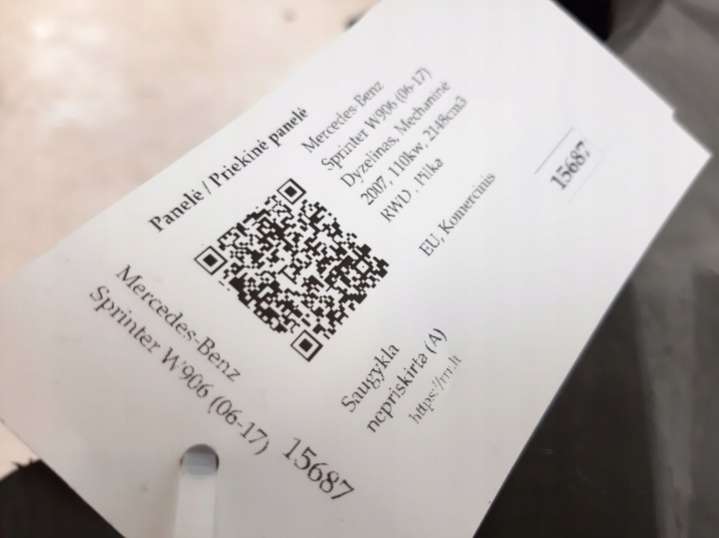 Panelė / Priekinė panelė
Mercedes-Benz
Sprinter W906 (06-17)
Dyzelinas, Mechaninė
2007, 110kw, 2148cm3
RWD , Pilka
EU, Komercinis
15687
Mercedes-Benz
Sprinter W906 (06-17)
15687
Saugykla
nepriskirta (A)